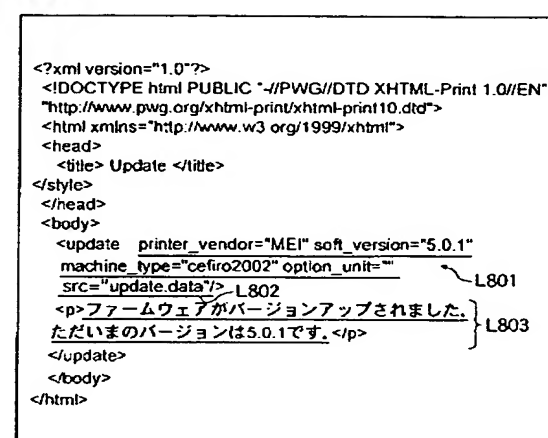 <?xml version="1.0"?>
<!DOCTYPE html PUBLIC "-//PWG//DTD XHTML-Print 1.0//EN"
"http://www.pwg.org/xhtml-print/xhtml-print10.dtd">
<html xmlns="http://www.w3 org/1999/xhtml">
<head>
<title> Update </title>
</style>
</head>
<body>
<update printer_vendor="MEI" soft_version="5.0.1"
machine_type="cefiro2002" option_unit=""
L801
src="update.data"/>
L802
<p>ファームウェアがバージョンアップされました.
L803
ただいまのバージョンは5.0.1です.</p>
</update>
</body>
</html>